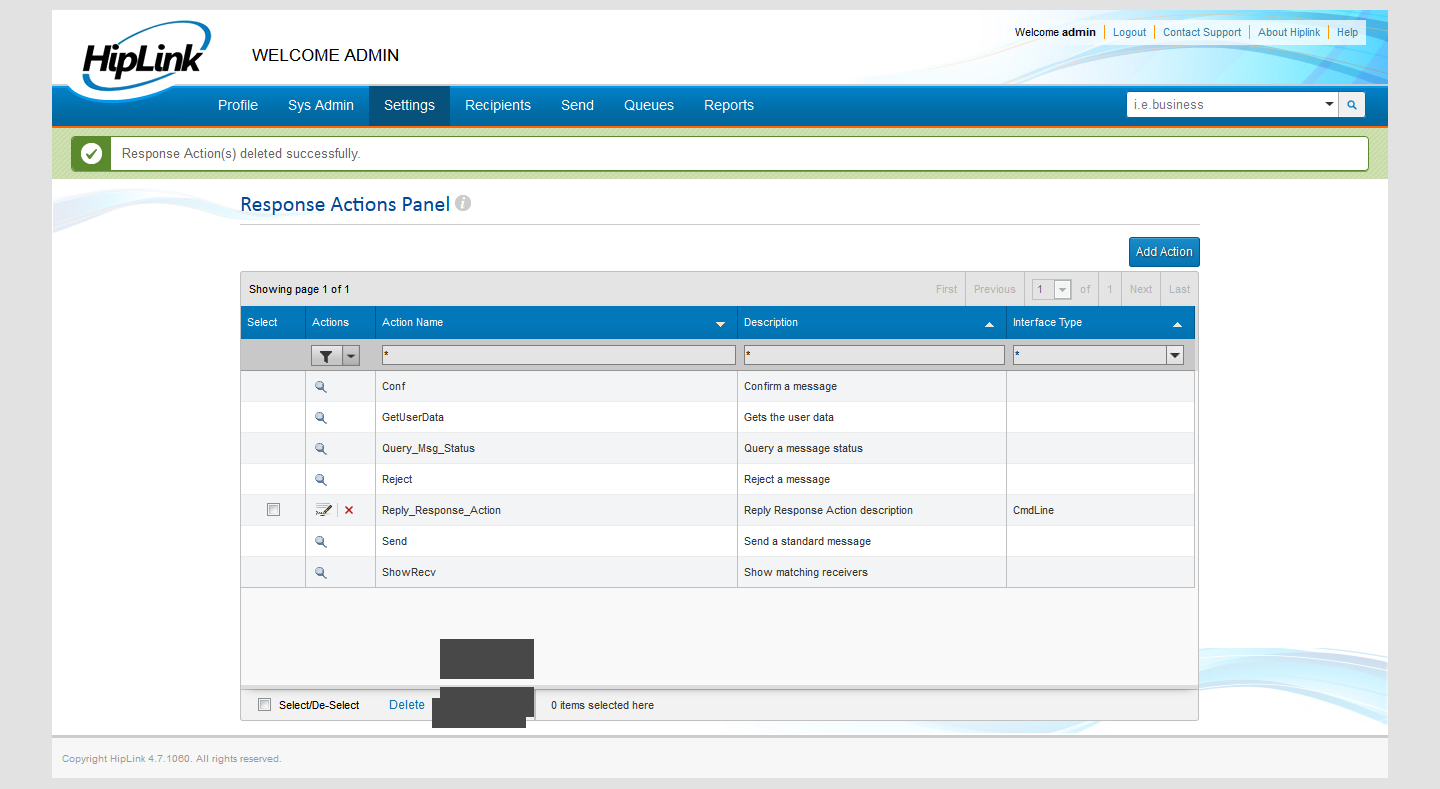 HipLink
WELCOME ADMIN
Welcome admin
Logout
Contact Support
About Hiplink
Help
Profile
Sys Admin
Settings
Recipients
Send
Queues
Reports
i.e.business
Response Action(s) deleted successfully.
Response Actions Panel i
Add Action
Showing page 1 of 1
First
Previous
1
of
1
Next
Last
Select
Actions
Action Name
Description
Interface Type
*
*
*
Conf
Confirm a message
GetUserData
Gets the user data
Query_Msg_Status
Query a message status
Reject
Reject a message
Reply_Response_Action
Reply Response Action description
CmdLine
Send
Send a standard message
ShowRecv
Show matching receivers
Select/De-Select
Delete
0 items selected here
Copyright HipLink 4.7.1060. All rights reserved.